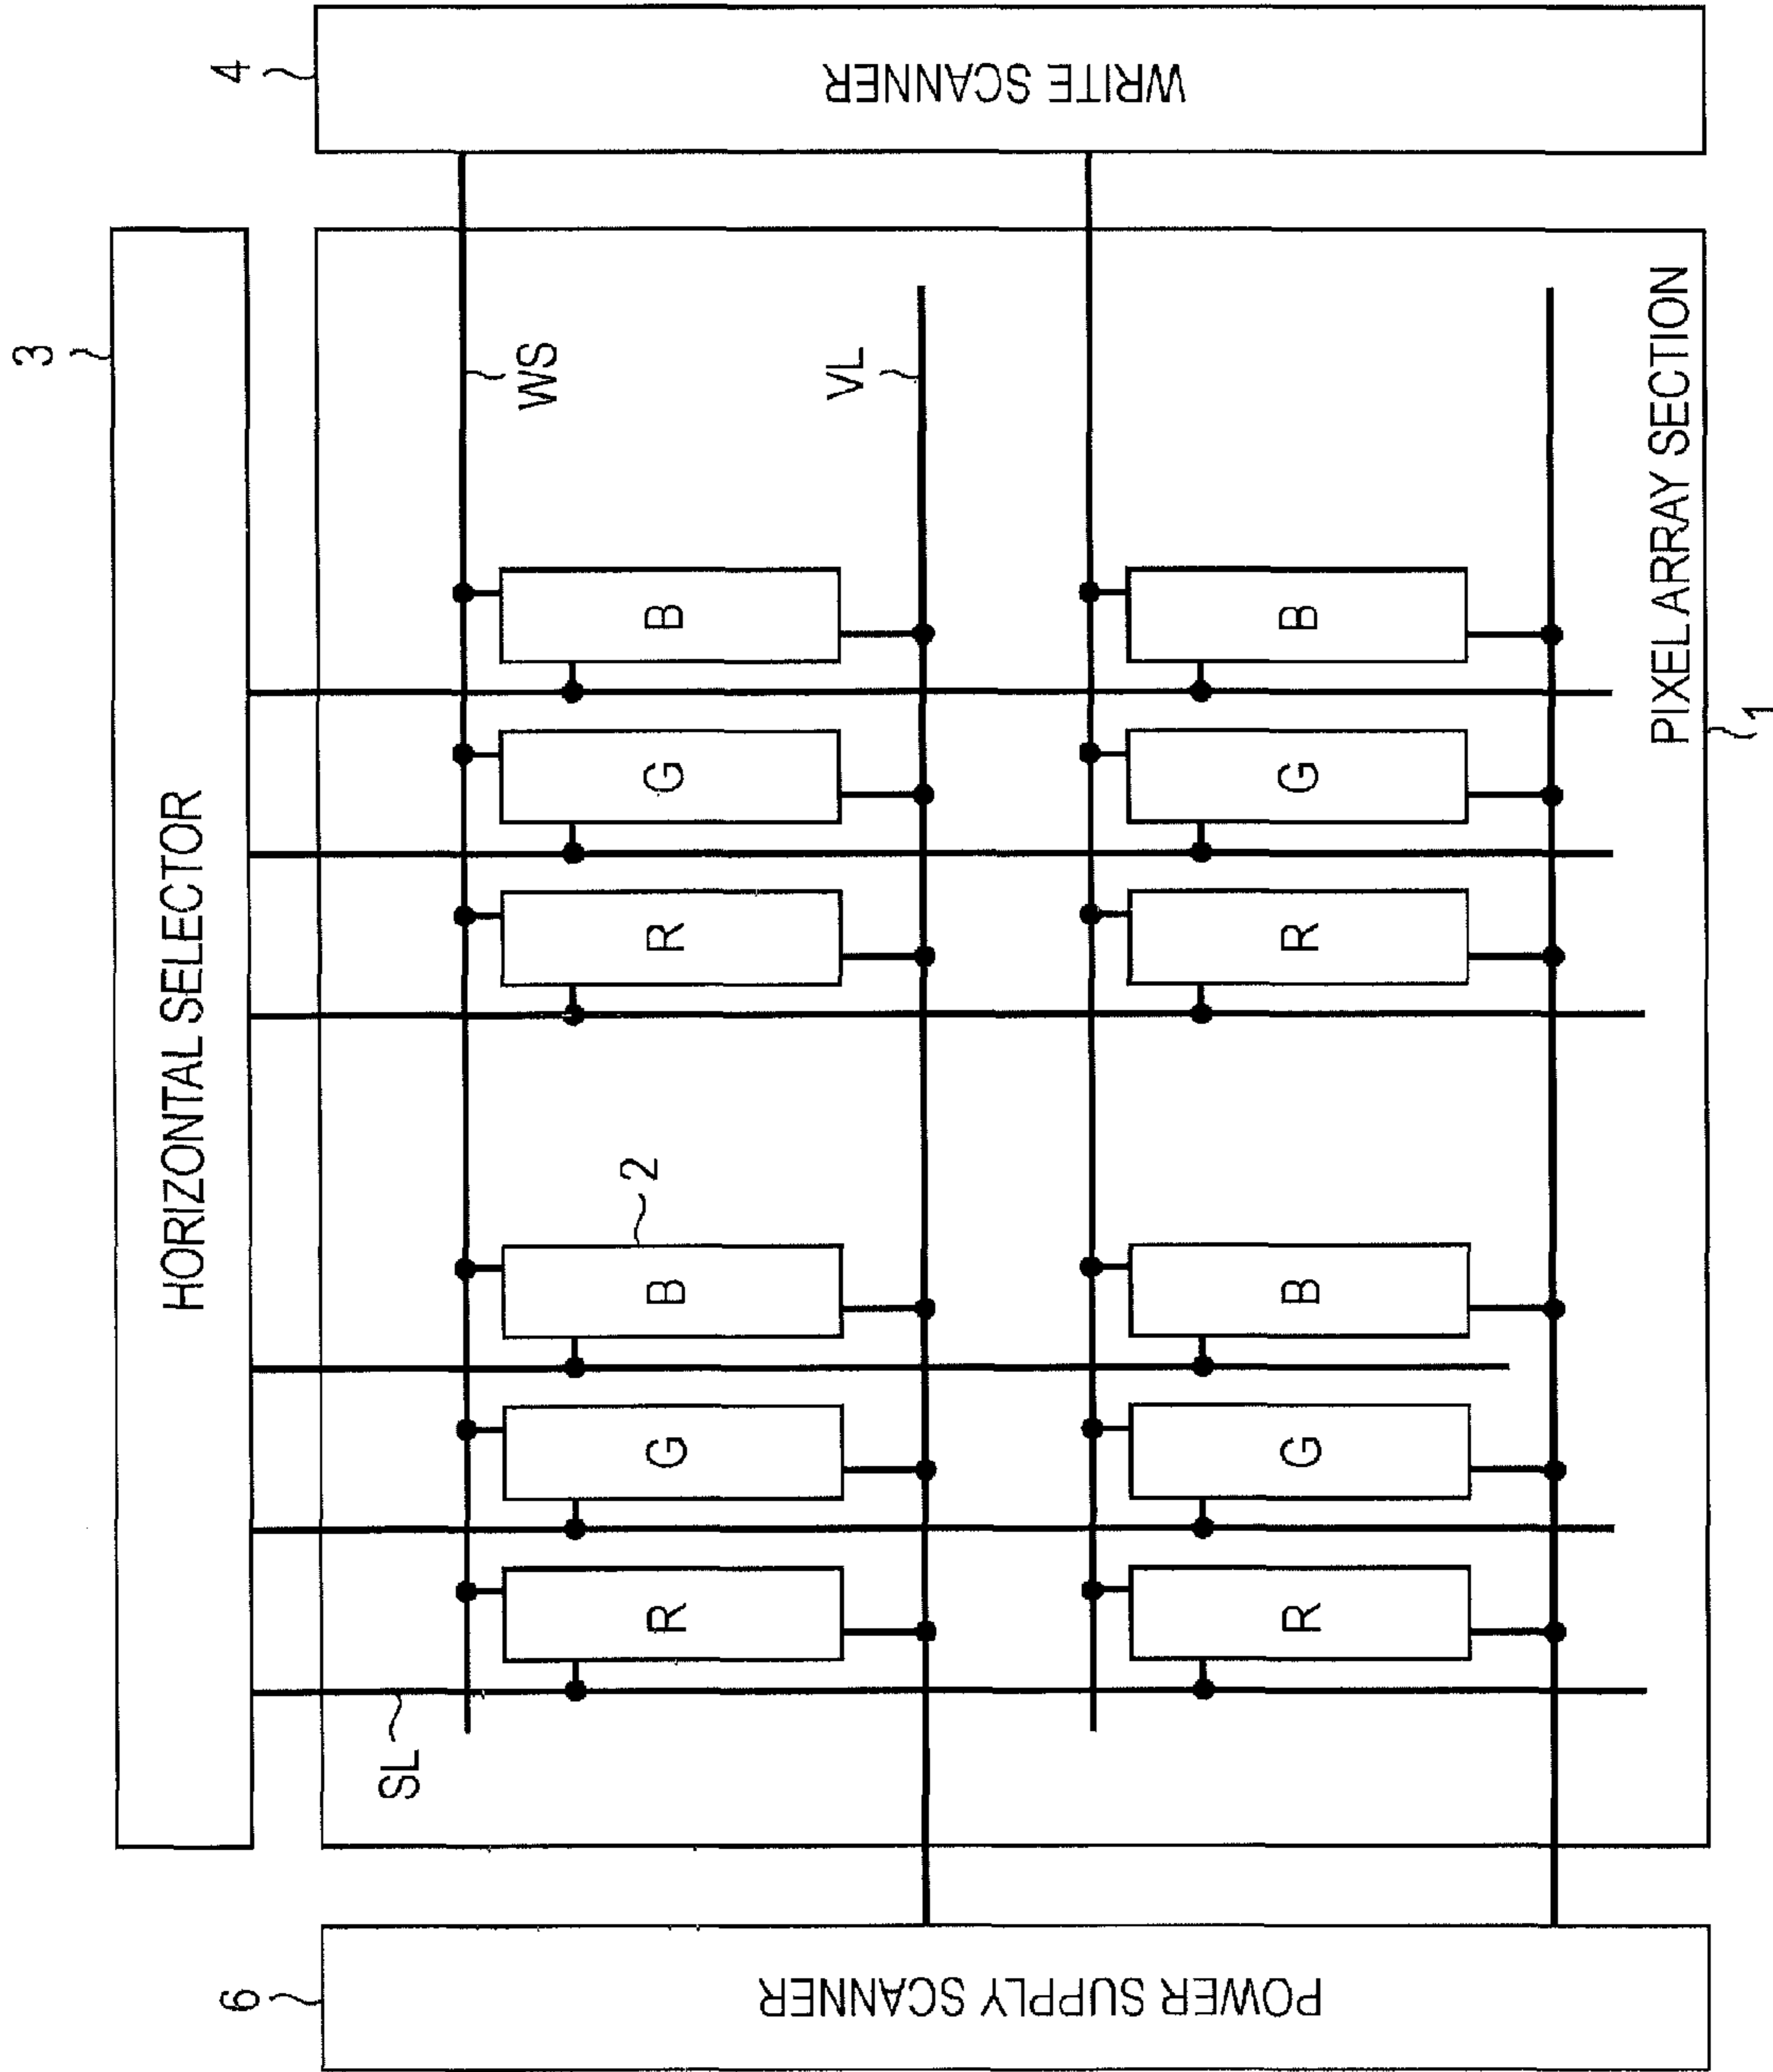 3
HORIZONTAL SELECTOR
6
4
SL
WS
R
G
B
2
R
G
B
VL
POWER SUPPLY SCANNER
WRITE SCANNER
R
G
B
R
G
B
PIXEL ARRAY SECTION
1